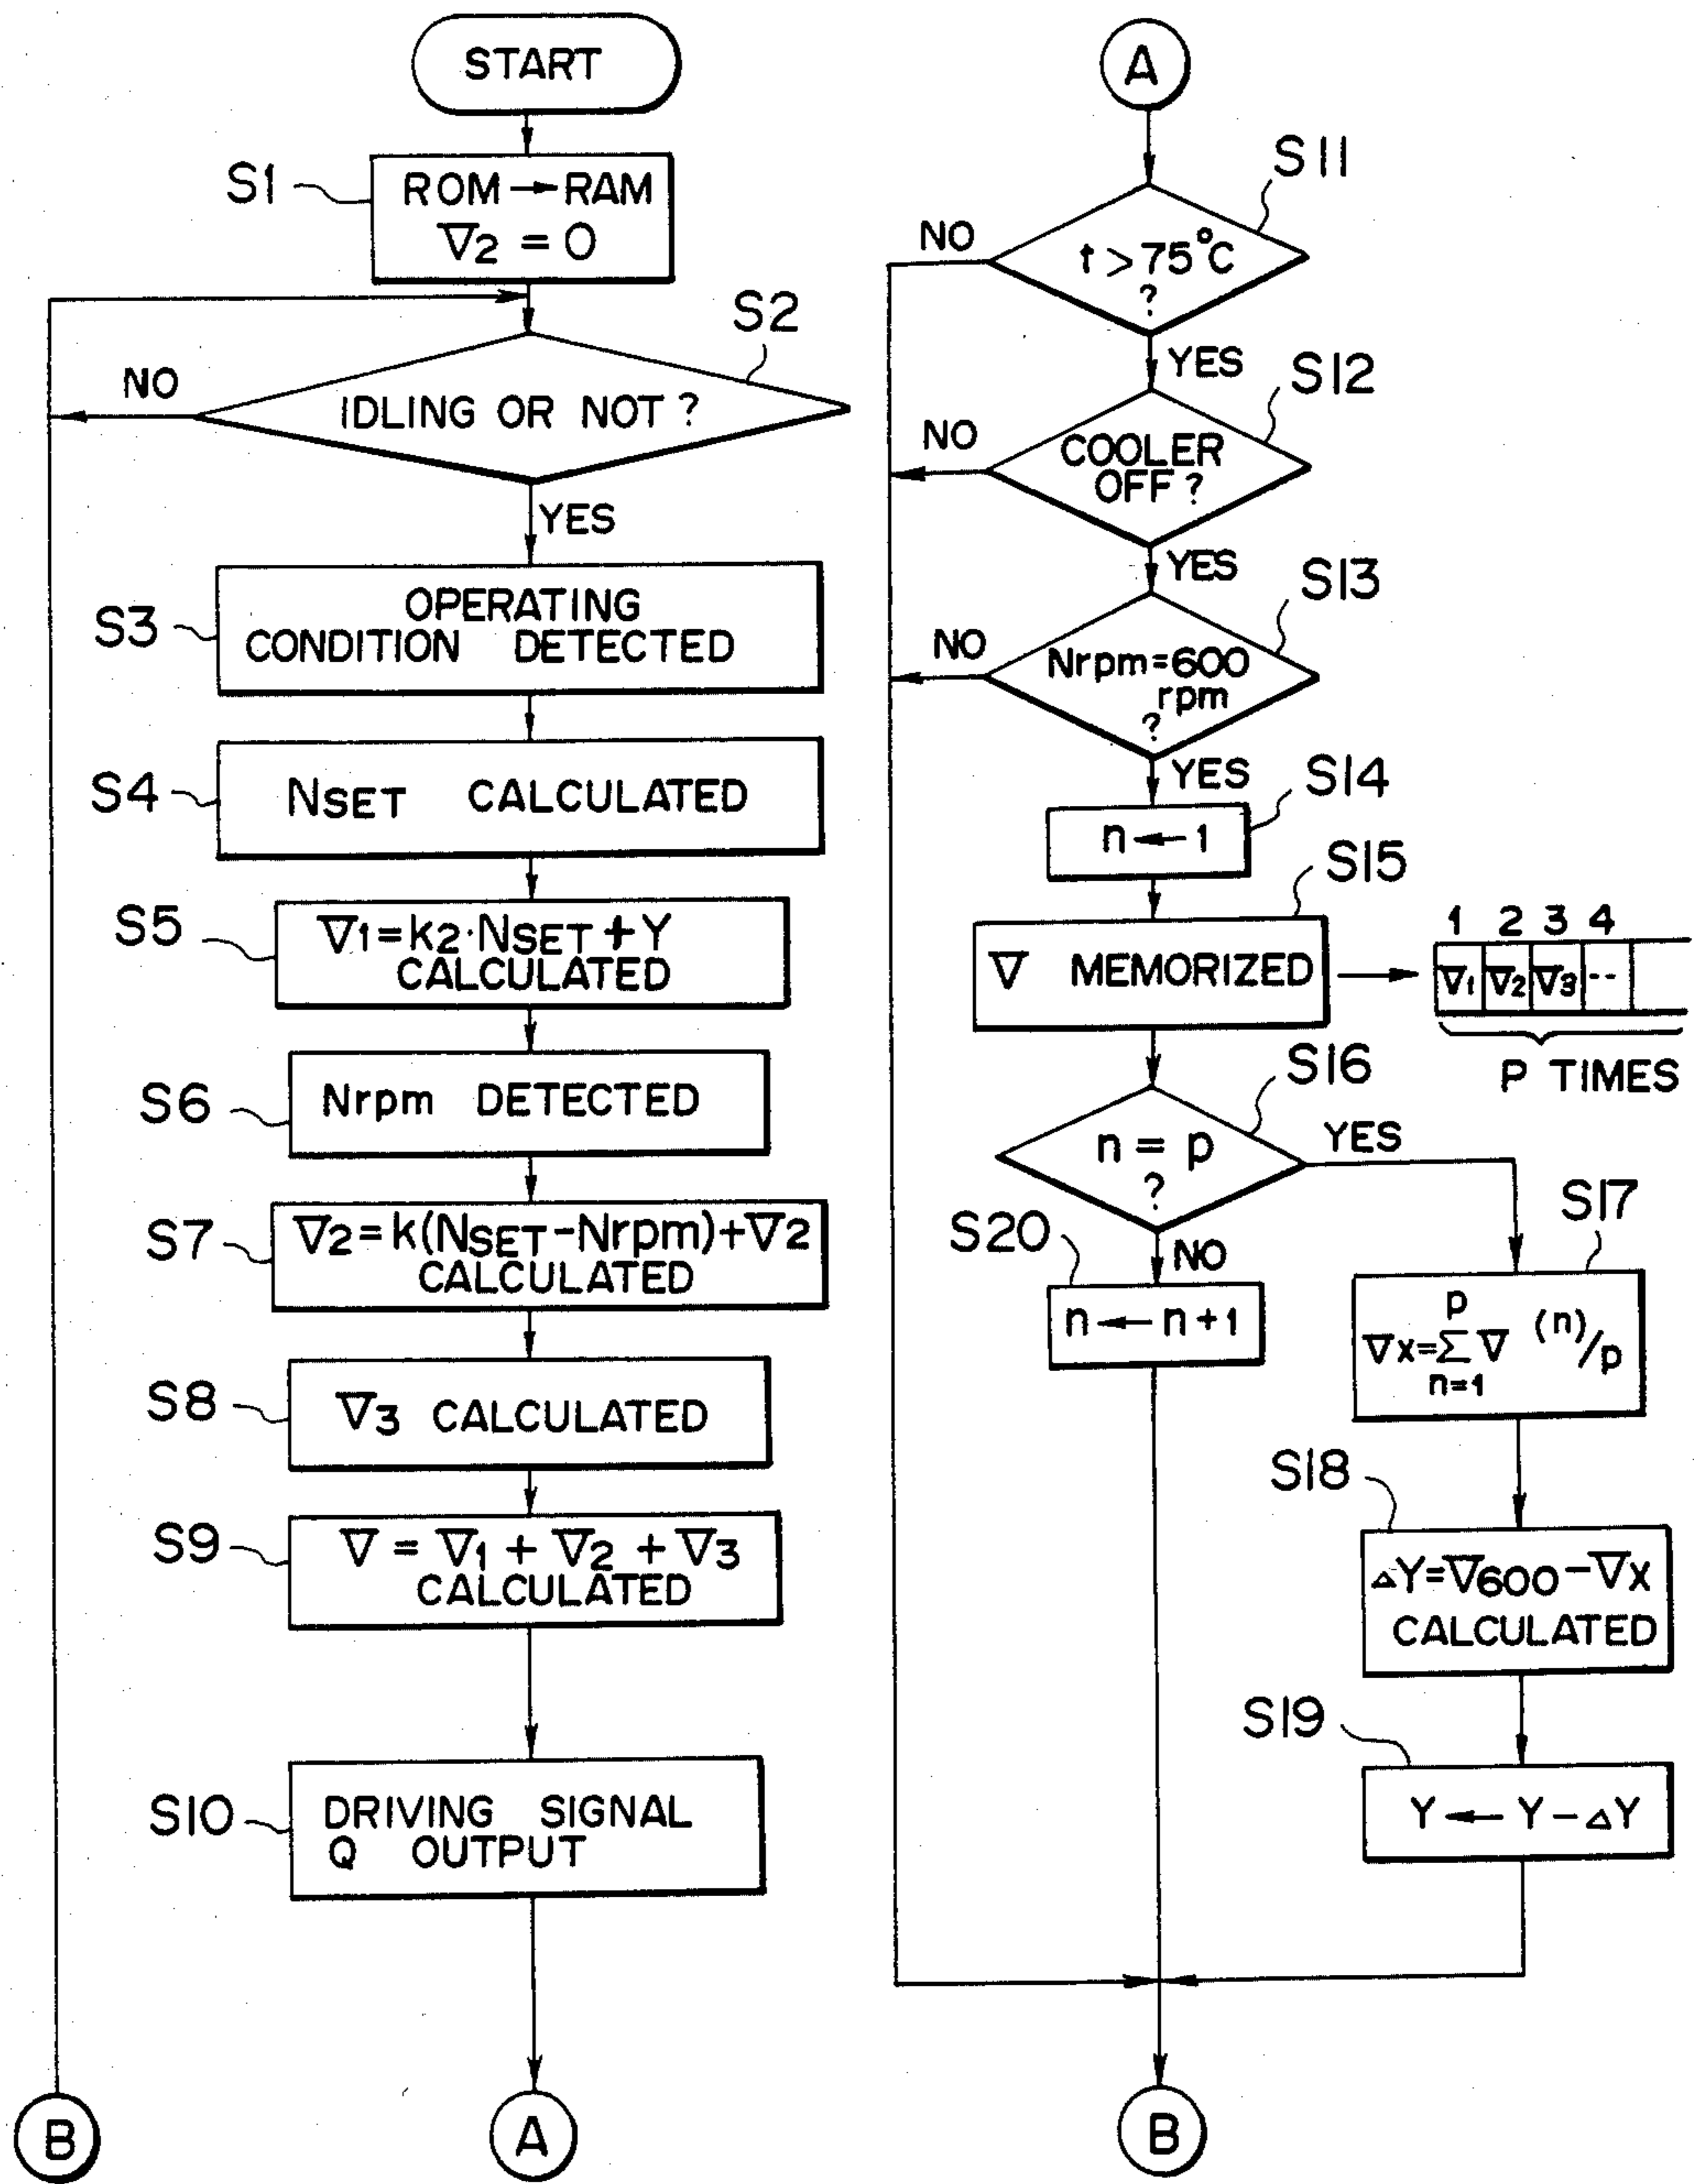 START
S1
ROM → RAM
∇2 = 0
S2
NO
IDLING OR NOT ?
YES
S3
OPERATING
CONDITION DETECTED
S4
NSET CALCULATED
S5
∇1=k2·NSET+Y
CALCULATED
S6
Nrpm DETECTED
S7
∇2=k(NSET-Nrpm)+∇2
CALCULATED
S8
∇3 CALCULATED
S9
∇ = ∇1 + ∇2 + ∇3
CALCULATED
S10
DRIVING SIGNAL
Q OUTPUT
B
A
A
S11
NO
t > 75°C
?
YES
S12
NO
COOLER
OFF ?
YES
S13
NO
Nrpm=600
rpm
?
YES
S14
n ← 1
S15
∇ MEMORIZED
1 2 3 4
∇1 ∇2 ∇3 --
P TIMES
S16
n = p
?
YES
NO
S20
n ← n+1
S17
p
∇x=Σ ∇ (n)/p
n=1
S18
△Y=∇600-∇x
CALCULATED
S19
Y ← Y-△Y
B